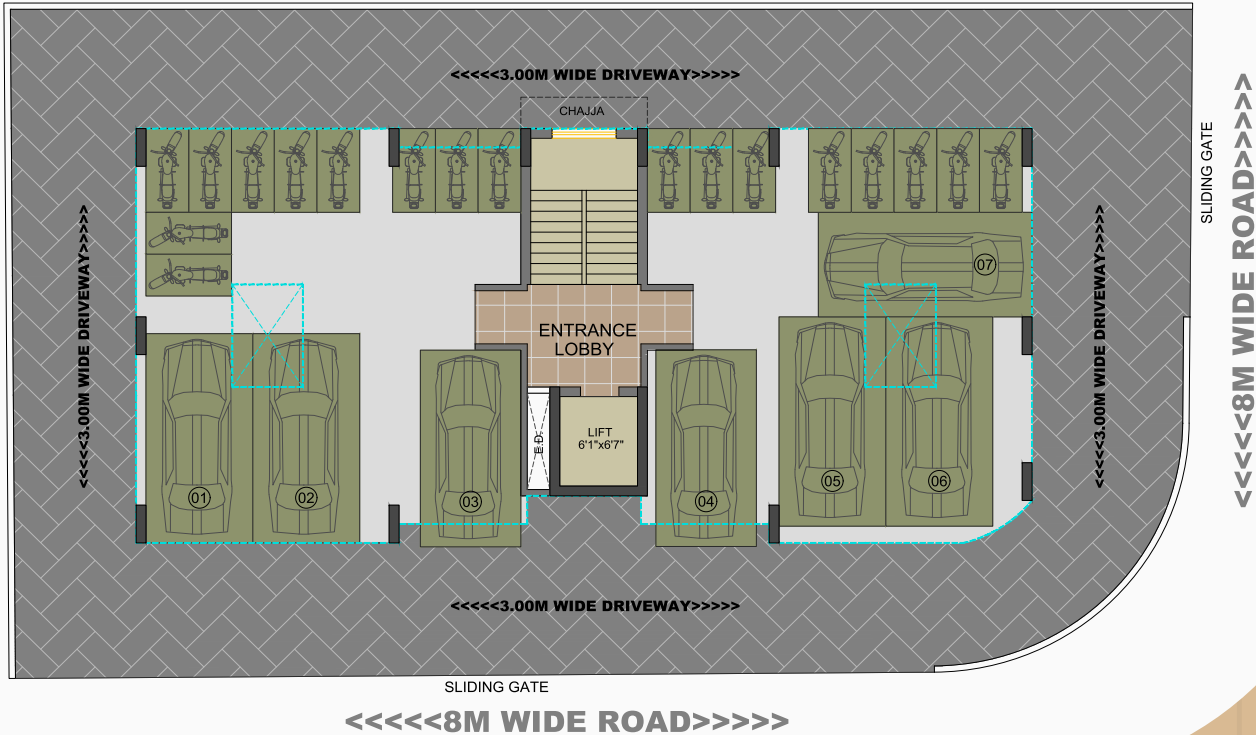 <<<<<3.00M WIDE DRIVEWAY>>>>>
CHAJJA
SLIDING GATE
<<<<<8M WIDE ROAD>>>>>
<<<<<3.00M WIDE DRIVEWAY>>>>>
<<<<<3.00M WIDE DRIVEWAY>>>>>
07
ENTRANCE
LOBBY
LIFT
6'1"x6'7"
E.D.
01
02
03
04
05
06
<<<<<3.00M WIDE DRIVEWAY>>>>>
SLIDING GATE
<<<<<8M WIDE ROAD>>>>>